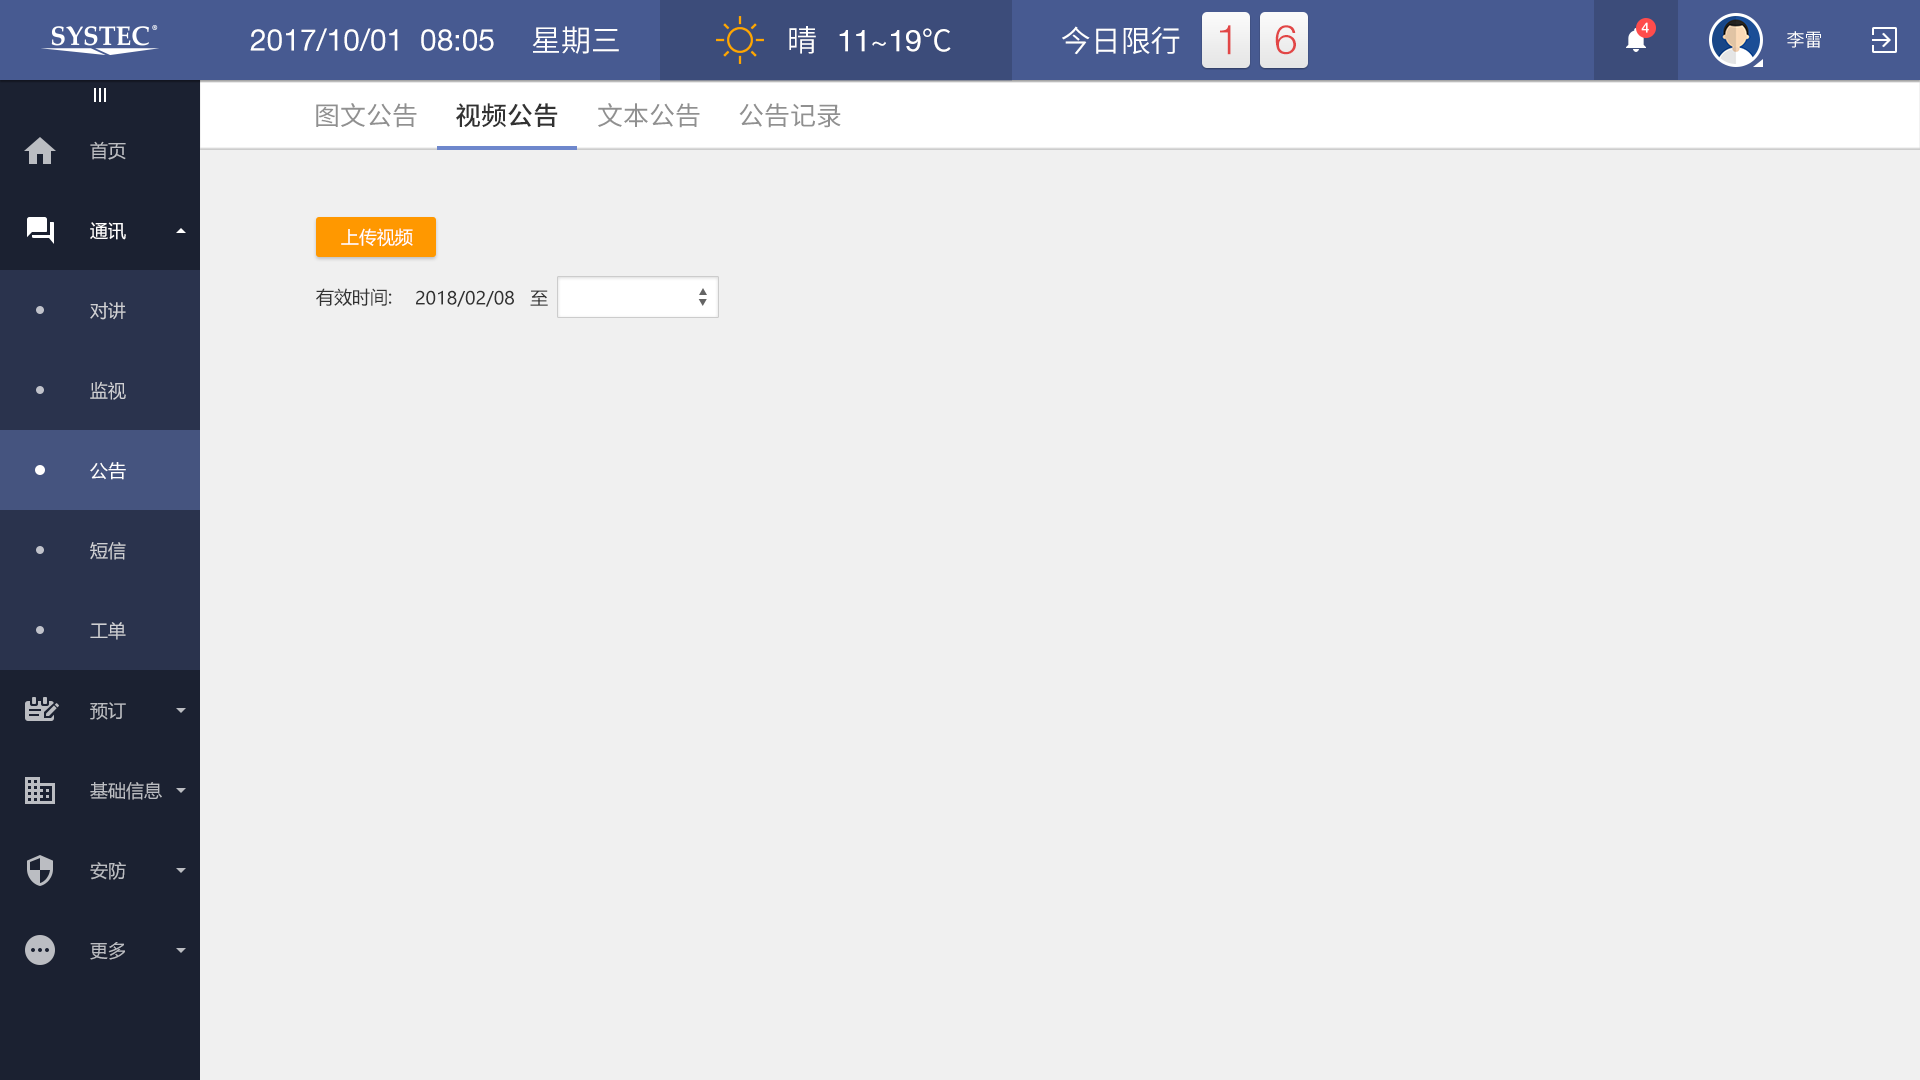 SYSTEC®
2017/10/01 08:05 星期三
晴 11~19℃
今日限行 1 6
4
李雷
图文公告 视频公告 文本公告 公告记录
首页
通讯
对讲
监视
公告
短信
工单
预订
基础信息
安防
更多
上传视频
有效时间: 2018/02/08 至